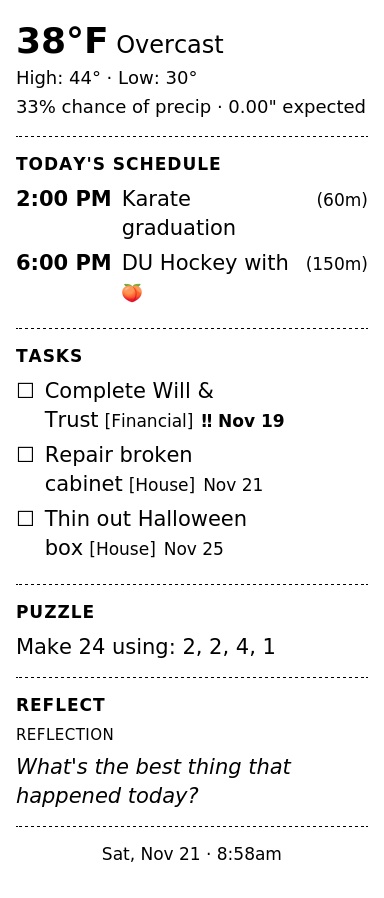 38°F Overcast
High: 44° · Low: 30°
33% chance of precip · 0.00" expected
TODAY'S SCHEDULE
2:00 PM Karate (60m)
graduation
6:00 PM DU Hockey with (150m)
🍑
TASKS
☐ Complete Will &
Trust [Financial] ‼ Nov 19
☐ Repair broken
cabinet [House] Nov 21
☐ Thin out Halloween
box [House] Nov 25
PUZZLE
Make 24 using: 2, 2, 4, 1
REFLECT
REFLECTION
What's the best thing that
happened today?
Sat, Nov 21 · 8:58am